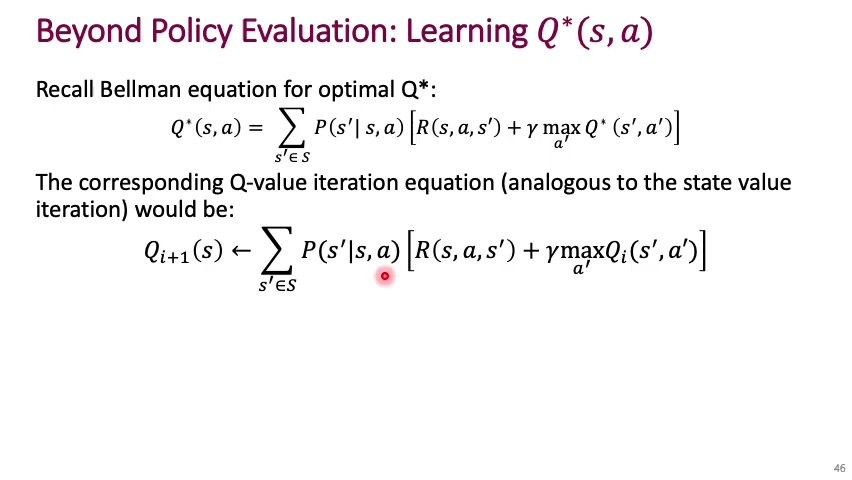 Beyond Policy Evaluation: Learning Q*(s, a)
Recall Bellman equation for optimal Q*:
Q*(s, a) = ∑_{s′∈S} P(s′| s, a) [R(s, a, s′) + γ max_{a′} Q* (s′, a′)]
The corresponding Q-value iteration equation (analogous to the state value
iteration) would be:
Q_{i+1}(s) ← ∑_{s′∈S} P(s′|s, a) [R(s, a, s′) + γ max_{a′} Q_i(s′, a′)]
46